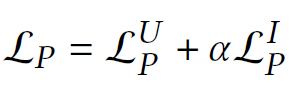 ℒ_P = ℒ_P^U + αℒ_P^I